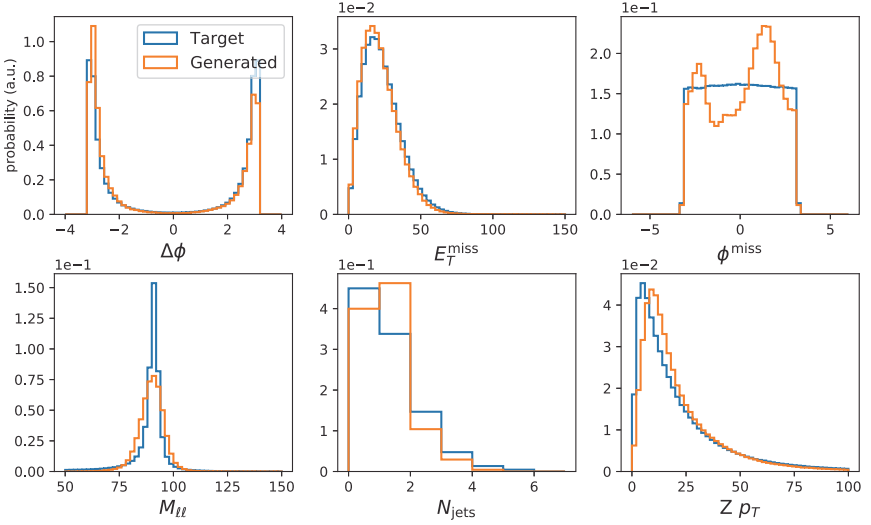 1e−2
1e−1
Target
Generated
probability (a.u.)
1.0
0.8
0.6
0.4
0.2
0.0
−4 −2 0 2 4
Δϕ
3
2
1
0
0 50 100 150
E_T^miss
2.0
1.5
1.0
0.5
0.0
−5 0 5
ϕ^miss
1e−1
1e−1
1e−2
1.50
1.25
1.00
0.75
0.50
0.25
0.00
50 75 100 125 150
M_ℓℓ
4
3
2
1
0
0 2 4 6
N_jets
4
3
2
1
0
0 25 50 75 100
Z p_T